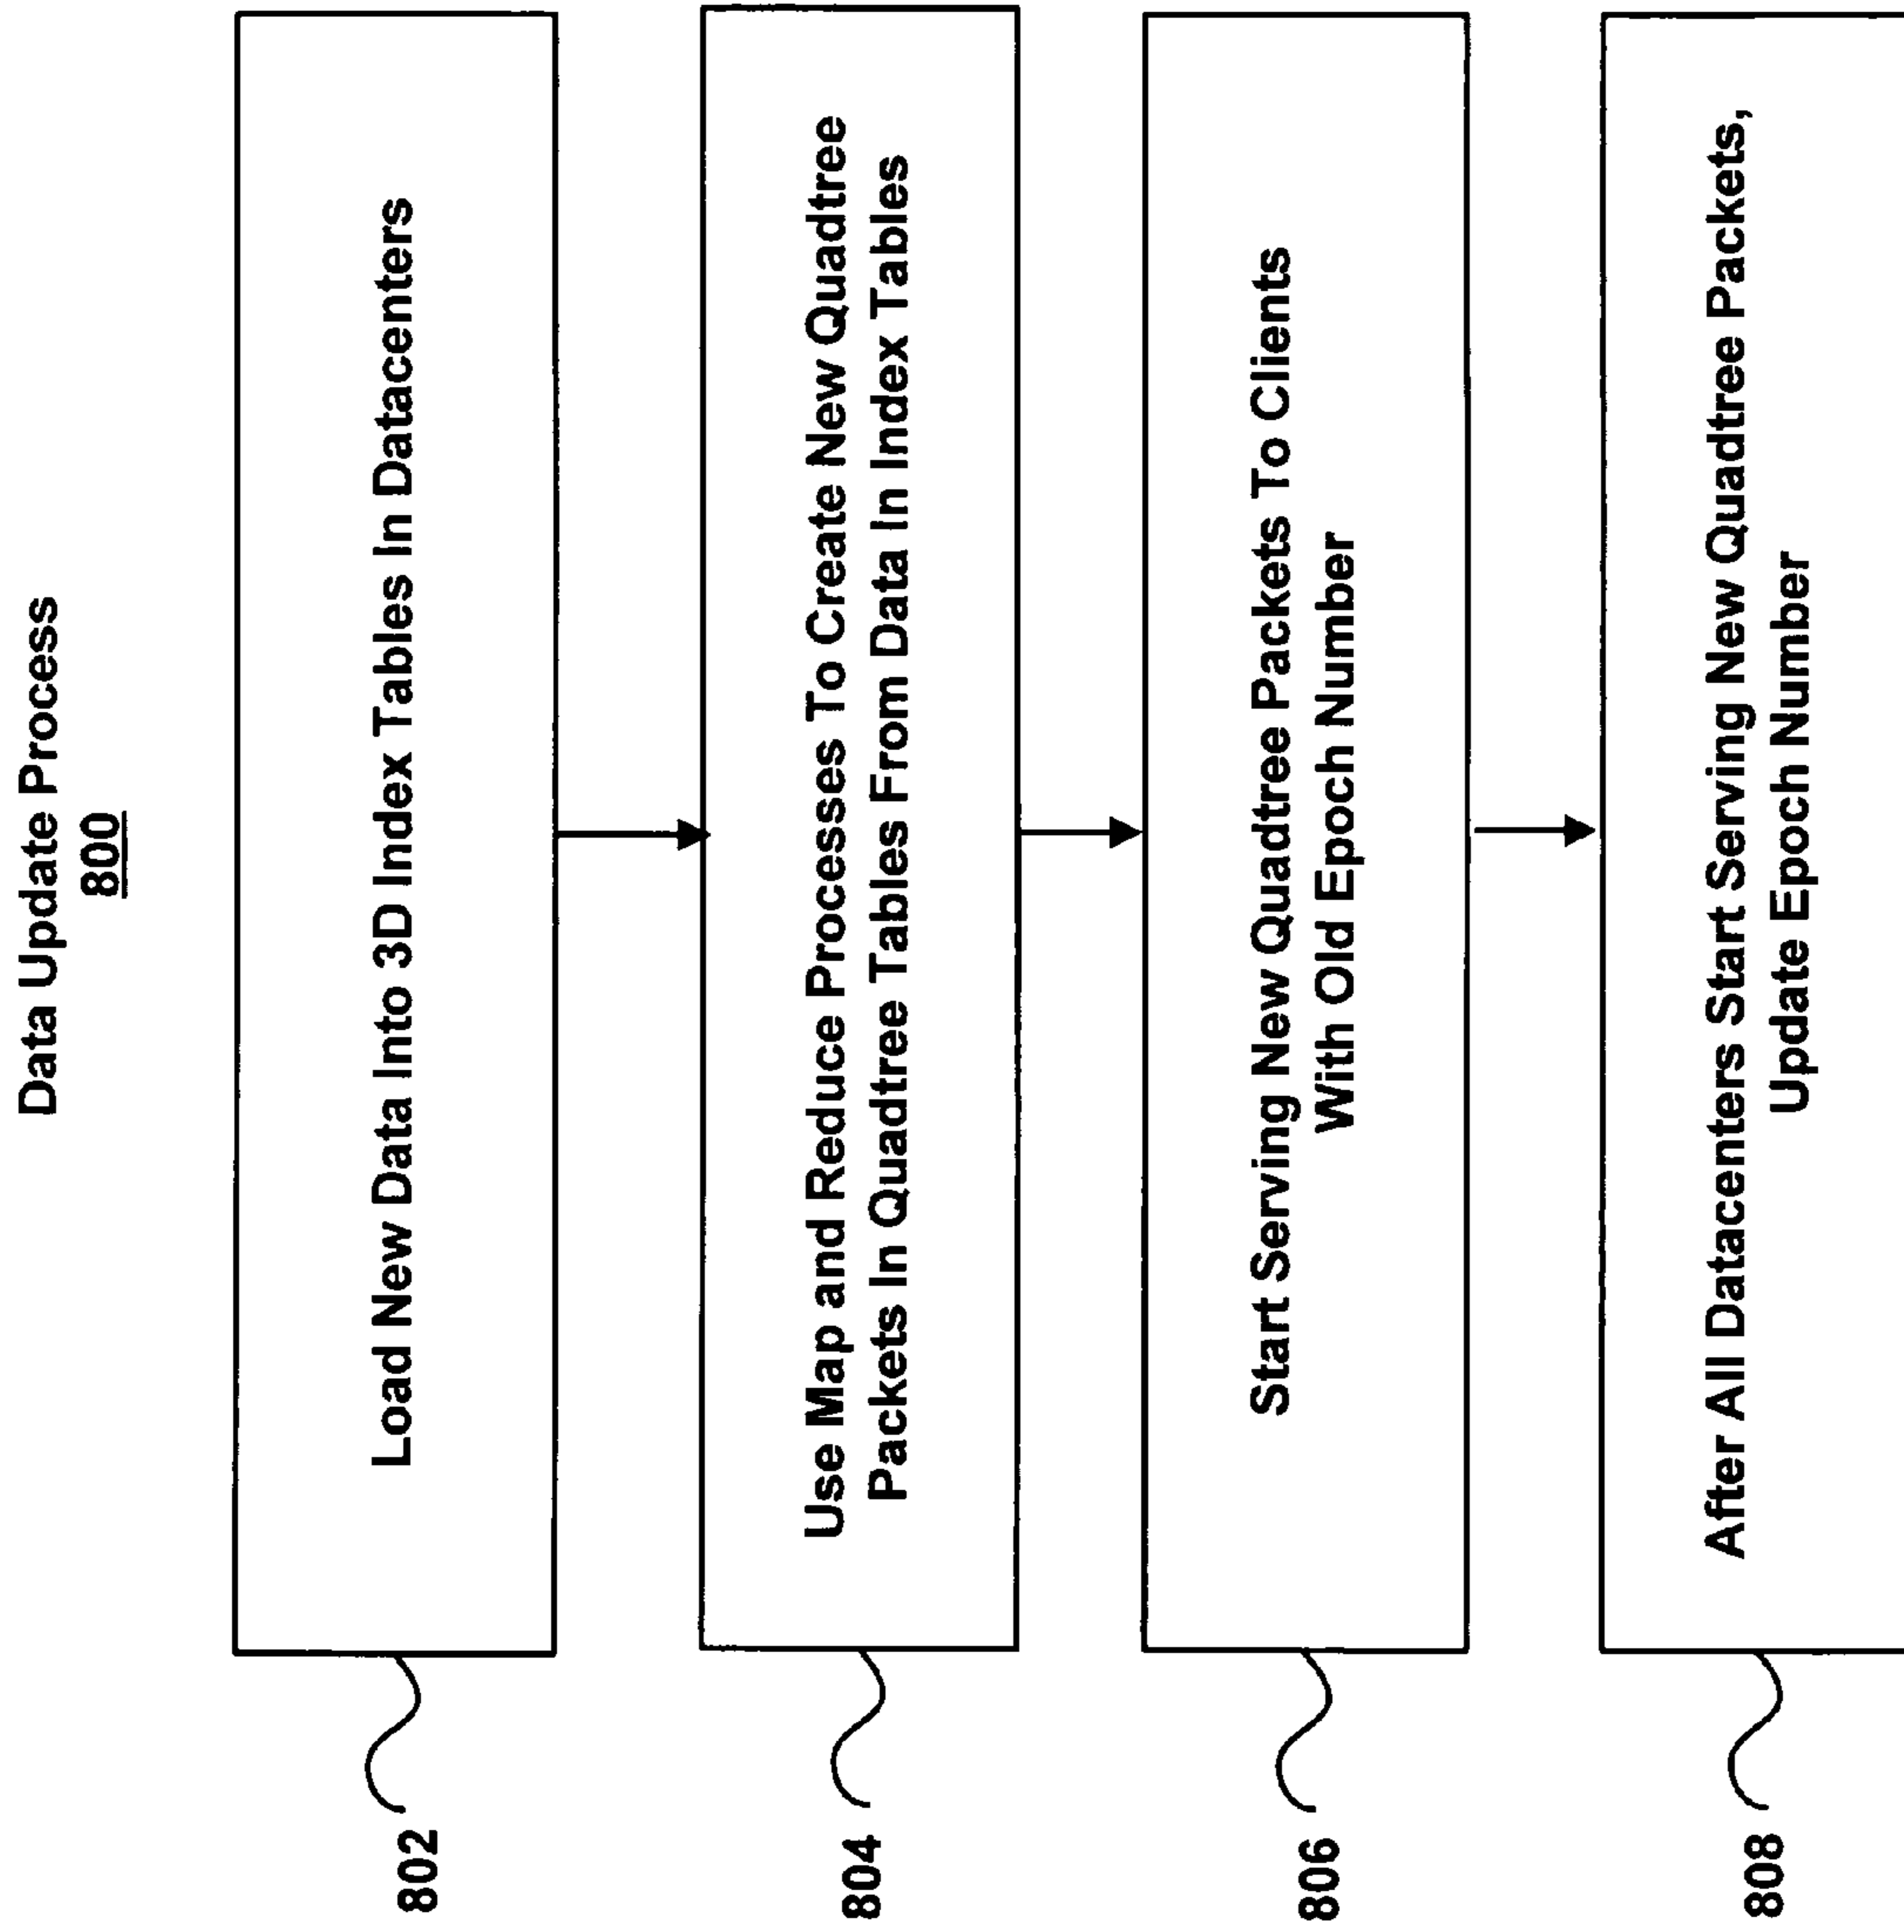 Data Update Process
800
802
Load New Data Into 3D Index Tables In Datacenters
804
Use Map and Reduce Processes To Create New Quadtree
Packets In Quadtree Tables From Data In Index Tables
806
Start Serving New Quadtree Packets To Clients
With Old Epoch Number
808
After All Datacenters Start Serving New Quadtree Packets,
Update Epoch Number